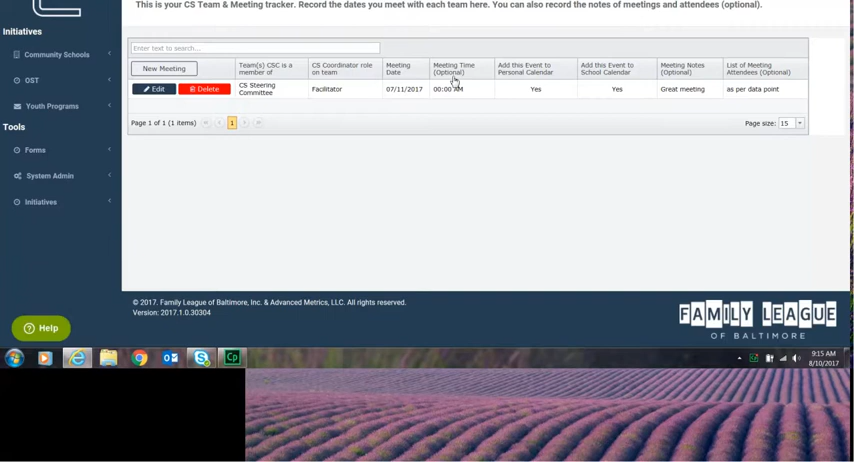 This is your CS Team & Meeting tracker. Record the dates you meet with each team here. You can also record the notes of meetings and attendees (optional).
Initiatives
Community Schools
OST
Youth Programs
Tools
Forms
System Admin
Initiatives
Enter text to search...
New Meeting
Team(s) CSC is a
member of
CS Coordinator role
on team
Meeting
Date
Meeting Time
(Optional)
Add this Event to
Personal Calendar
Add this Event to
School Calendar
Meeting Notes
(Optional)
List of Meeting
Attendees (Optional)
Edit
Delete
CS Steering
Committee
Facilitator
07/11/2017
00:00 AM
Yes
Yes
Great meeting
as per data point
Page 1 of 1 (1 items)
1
Page size:
15
© 2017. Family League of Baltimore, Inc. & Advanced Metrics, LLC. All rights reserved.
Version: 2017.1.0.30304
FAMILY LEAGUE
OF BALTIMORE
Help
Cp
9:15 AM
8/10/2017